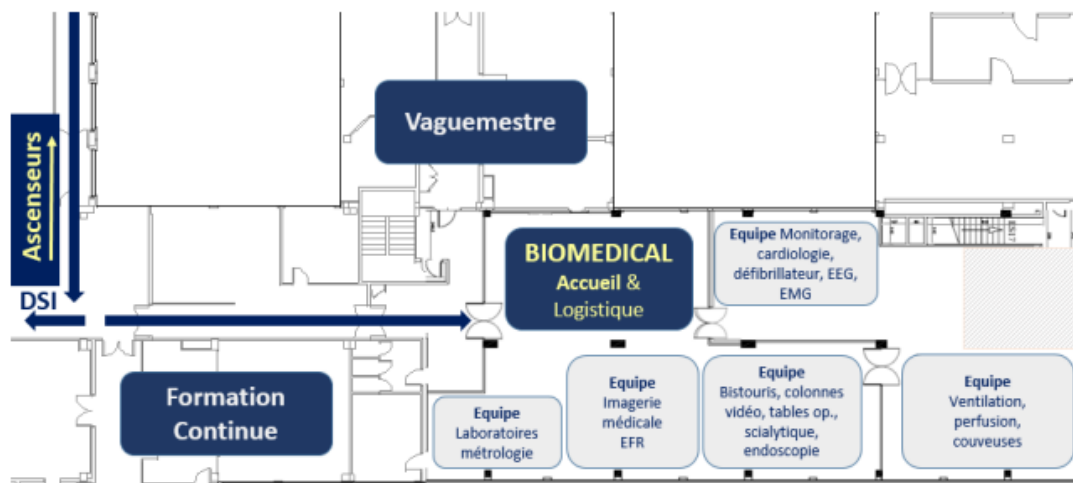 Vaguemestre
Ascenseurs
DSI
BIOMEDICAL
Accueil &
Logistique
Equipe Monitorage,
cardiologie,
défibrillateur, EEG,
EMG
Formation
Continue
Equipe
Laboratoires
métrologie
Equipe
Imagerie
médicale
EFR
Equipe
Bistouris, colonnes
vidéo, tables op.,
scialytique,
endoscopie
Equipe
Ventilation,
perfusion,
couveuses